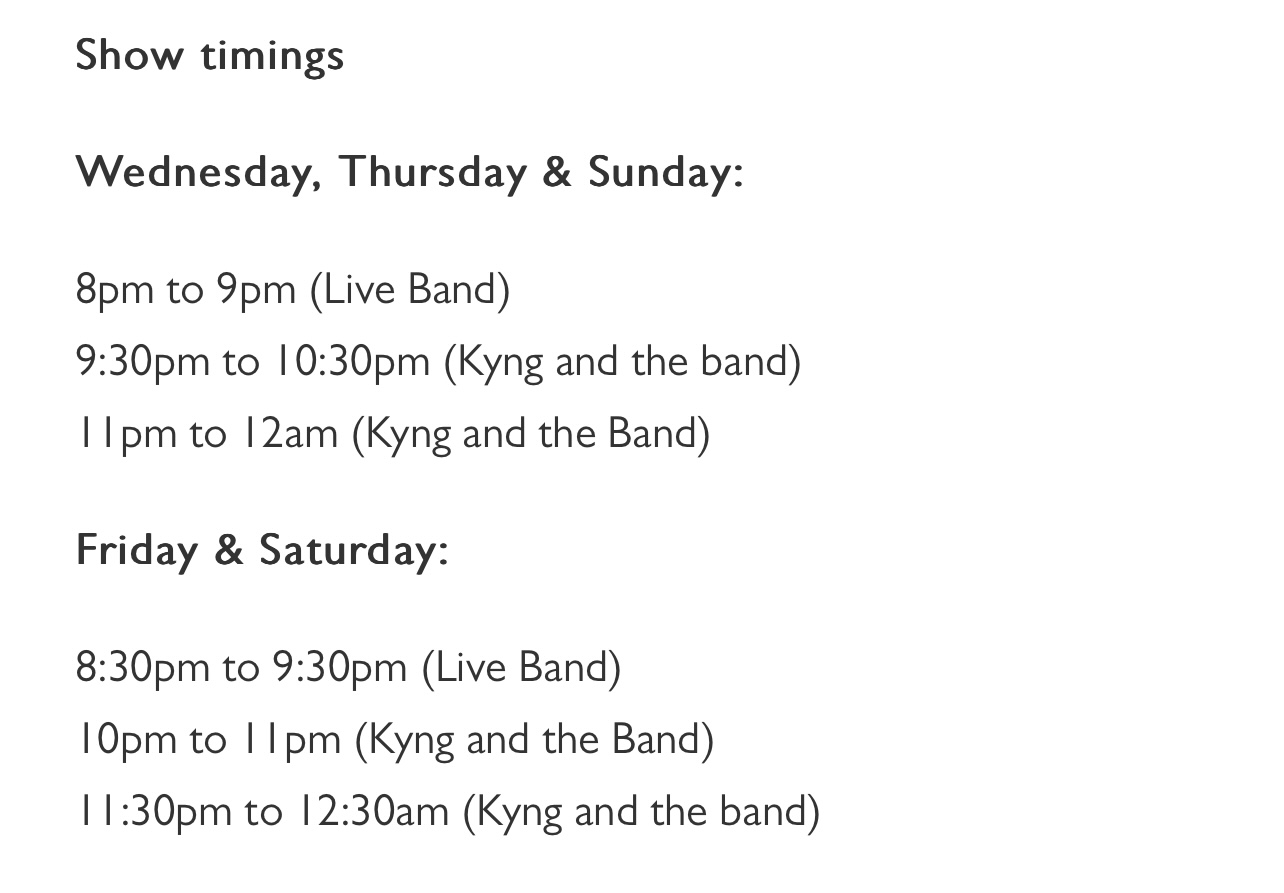 Show timings
Wednesday, Thursday & Sunday:
8pm to 9pm (Live Band)
9:30pm to 10:30pm (Kyng and the band)
11pm to 12am (Kyng and the Band)
Friday & Saturday:
8:30pm to 9:30pm (Live Band)
10pm to 11pm (Kyng and the Band)
11:30pm to 12:30am (Kyng and the band)